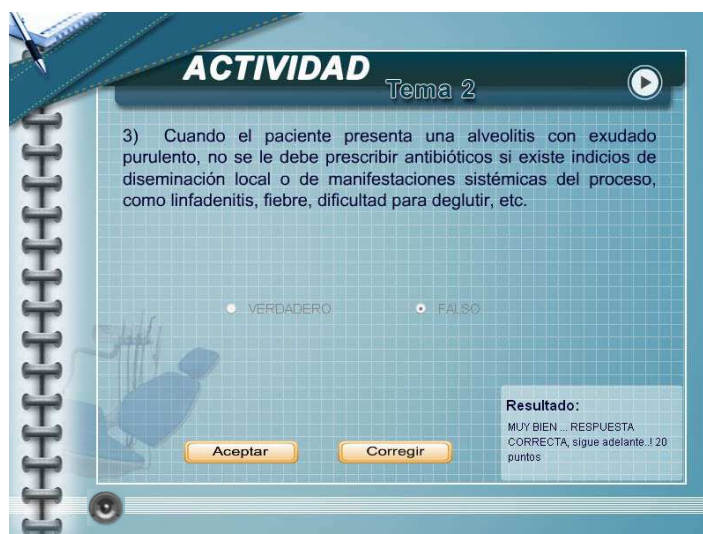 ACTIVIDAD
Tema 2
3) Cuando el paciente presenta una alveolitis con exudado
purulento, no se le debe prescribir antibióticos si existe indicios de
diseminación local o de manifestaciones sistémicas del proceso,
como linfadenitis, fiebre, dificultad para deglutir, etc.
VERDADERO FALSO
Resultado:
MUY BIEN ... RESPUESTA
CORRECTA, sigue adelante..! 20
puntos
Aceptar Corregir